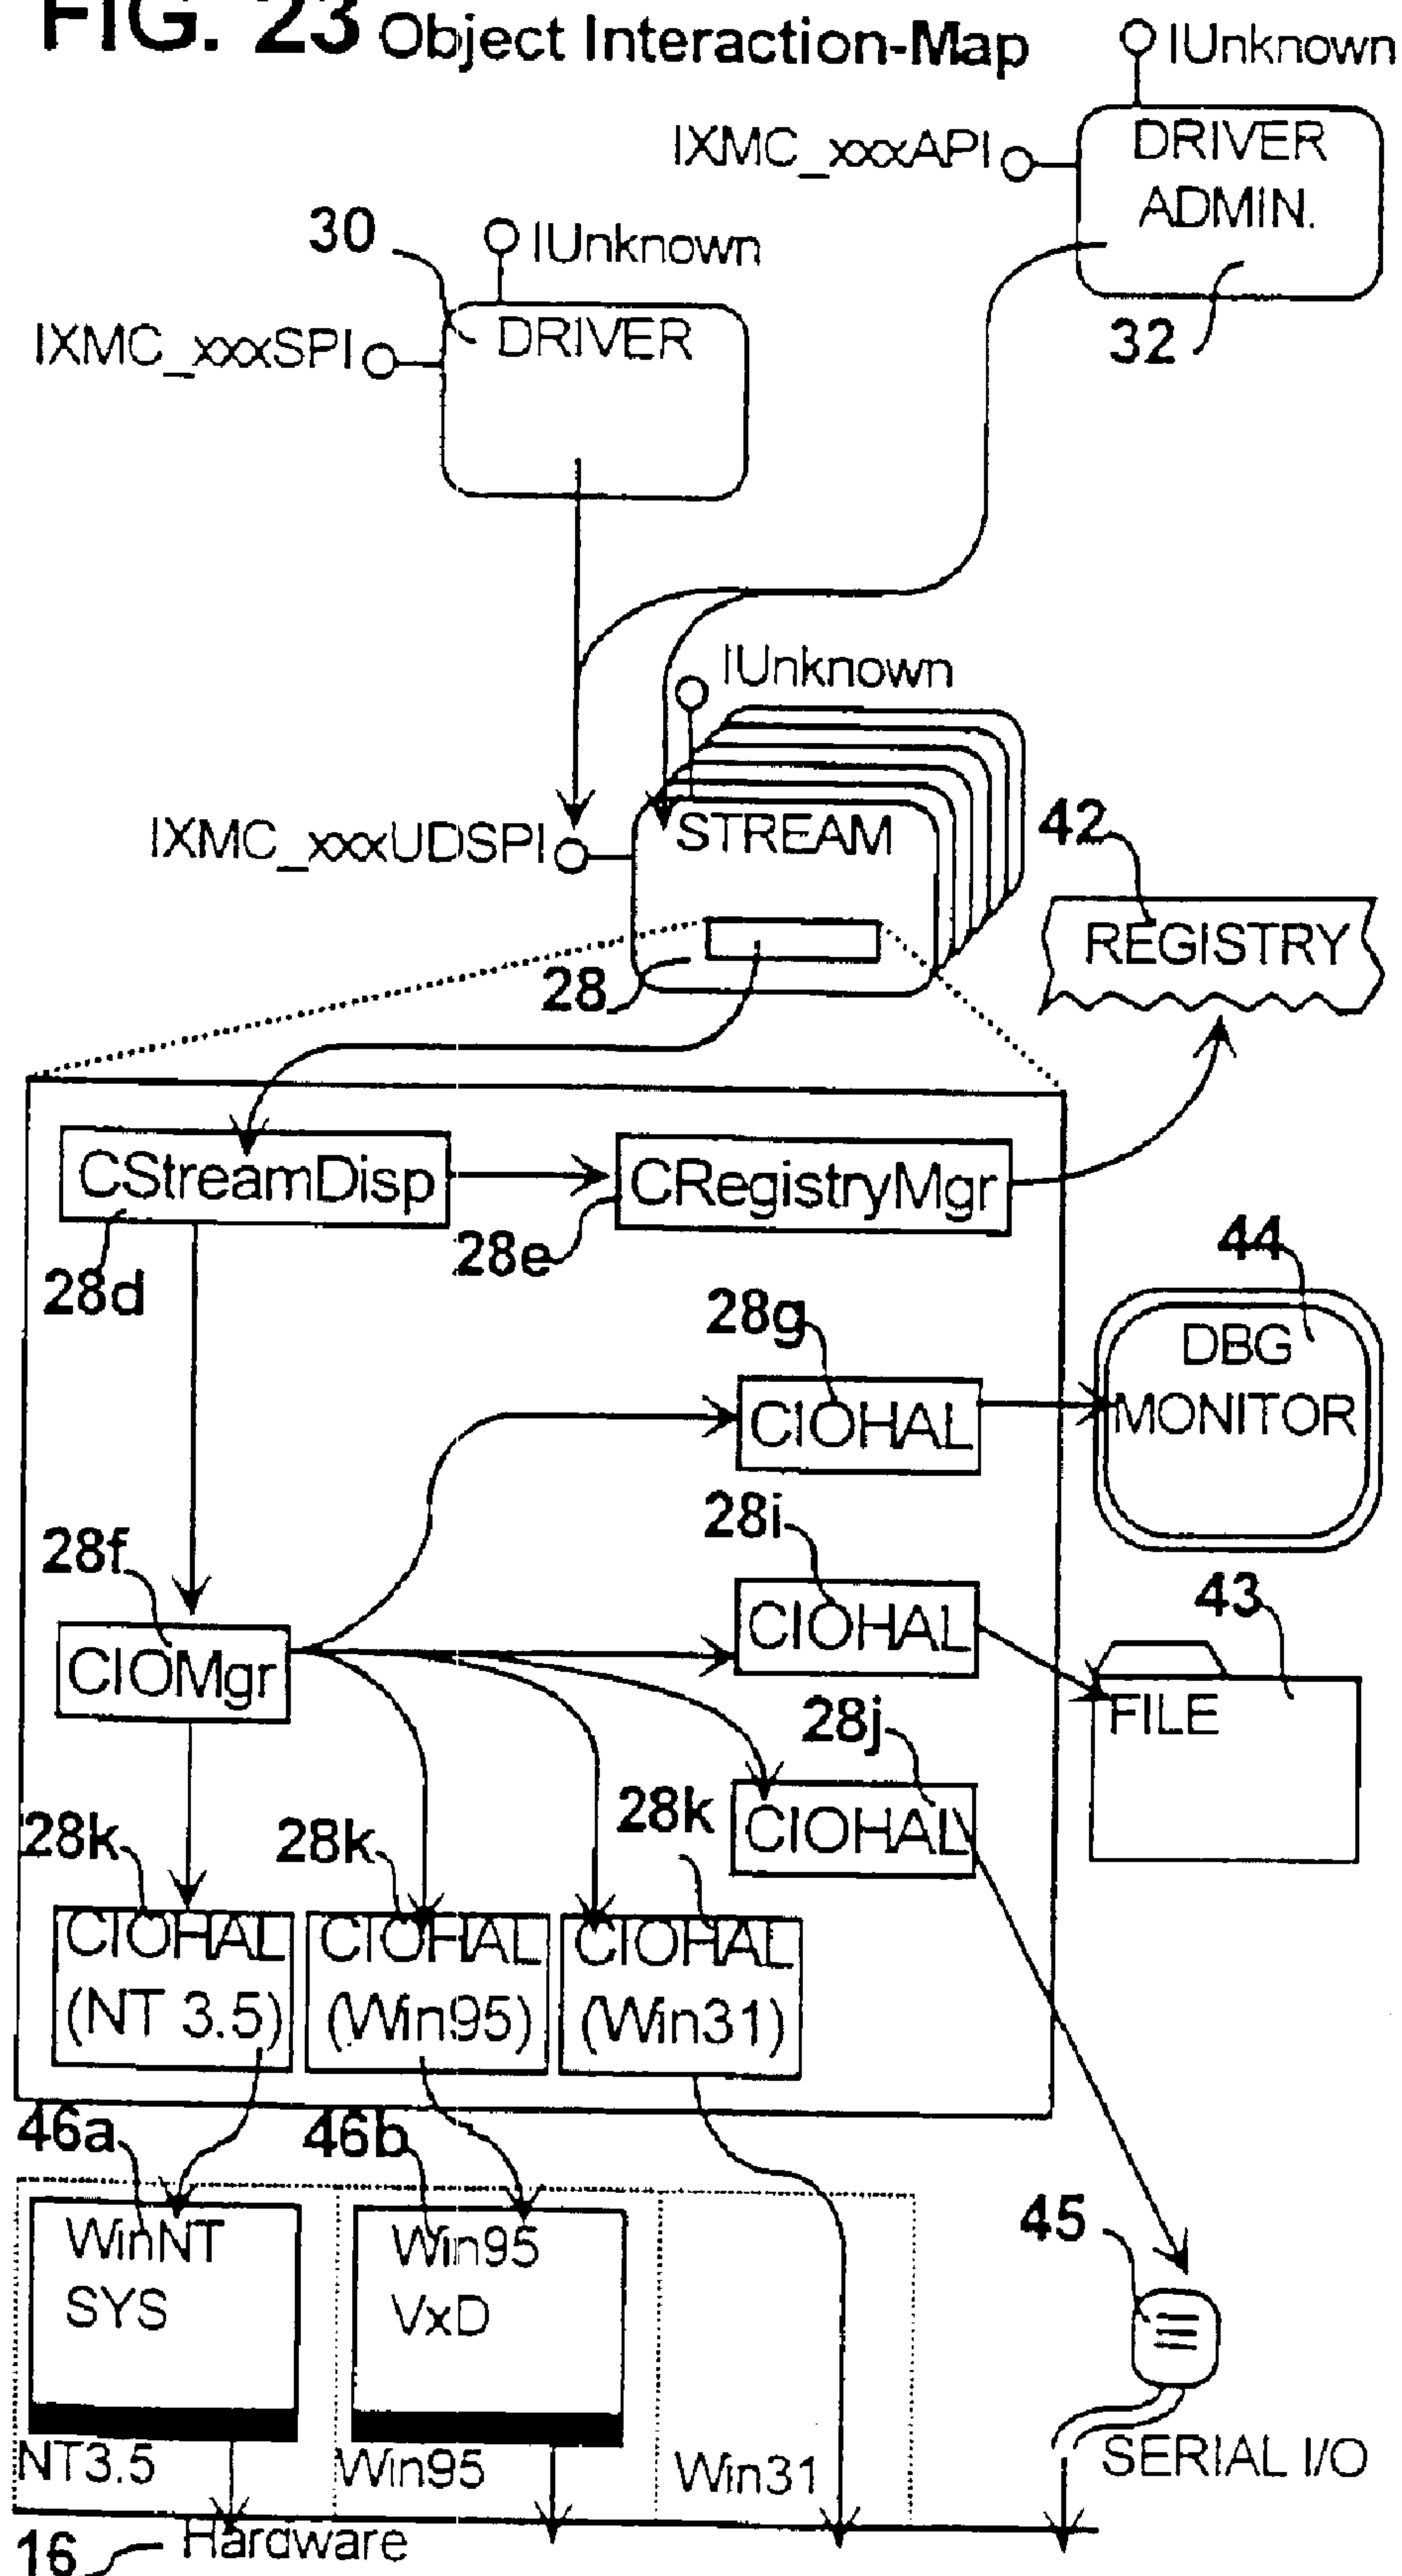 FIG. 23 Object Interaction-Map
IUnknown
IXMC_xxxAPI
DRIVER
ADMIN.
32
30
IUnknown
IXMC_xxxSPI
DRIVER
IUnknown
IXMC_xxxUDSPI
STREAM
28
42
REGISTRY
CStreamDisp
28d
CRegistryMgr
28e
44
DBG
MONITOR
28g
CIOHAL
28i
CIOHAL
43
FILE
28f
CIOMgr
28j
CIOHAL
28k
CIOHAL
(NT 3.5)
28k
CIOHAL
(Win95)
28k
CIOHAL
(Win31)
46a
WinNT
SYS
NT3.5
46b
Win95
VxD
Win95
Win31
45
SERIAL I/O
16
Hardware